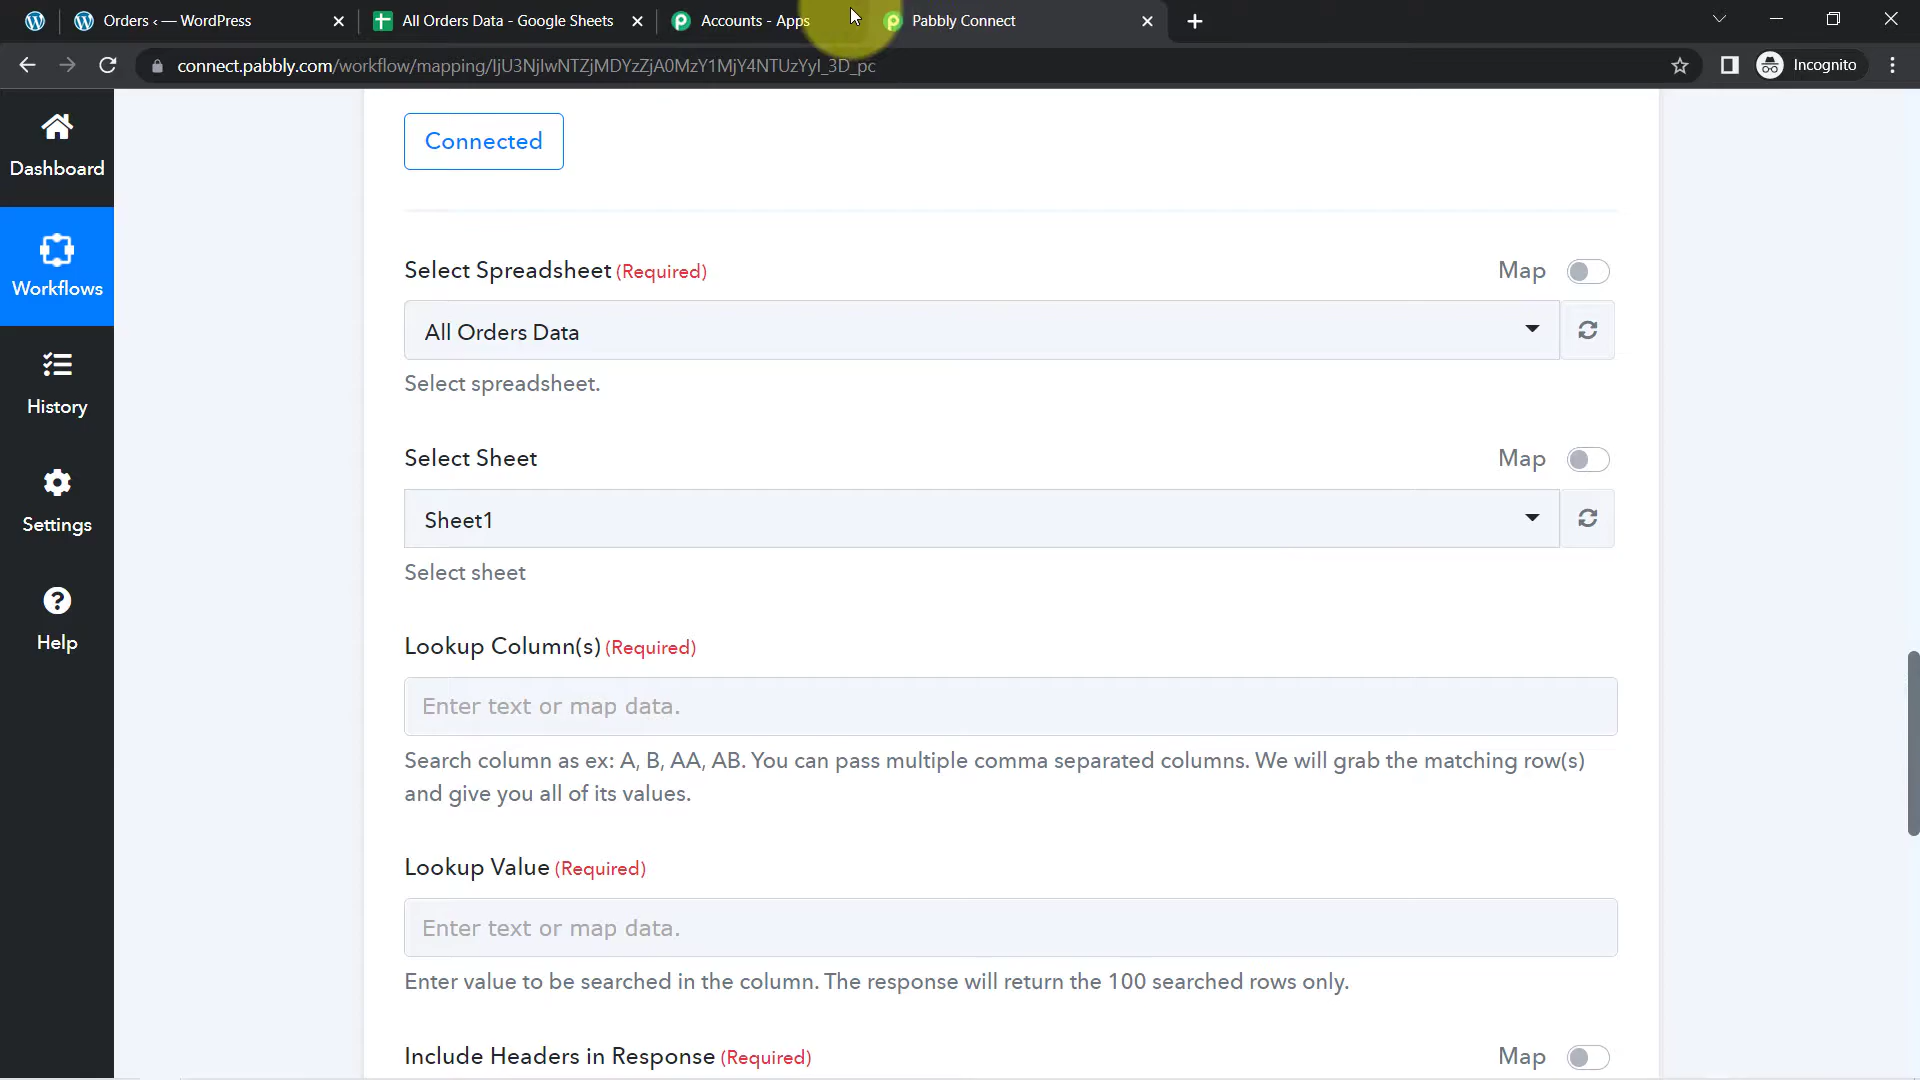 Orders ‹ — WordPress
All Orders Data - Google Sheets
Accounts - Apps
Pabbly Connect
connect.pabbly.com/workflow/mapping/IjU3NjIwNTZjMDYzZjA0MzY1MjY4NTUzYyI_3D_pc
Incognito
Dashboard
Workflows
History
Settings
Help
Connected
Select Spreadsheet (Required)
Map
All Orders Data
Select spreadsheet.
Select Sheet
Map
Sheet1
Select sheet
Lookup Column(s) (Required)
Enter text or map data.
Search column as ex: A, B, AA, AB. You can pass multiple comma separated columns. We will grab the matching row(s)
and give you all of its values.
Lookup Value (Required)
Enter text or map data.
Enter value to be searched in the column. The response will return the 100 searched rows only.
Include Headers in Response (Required)
Map